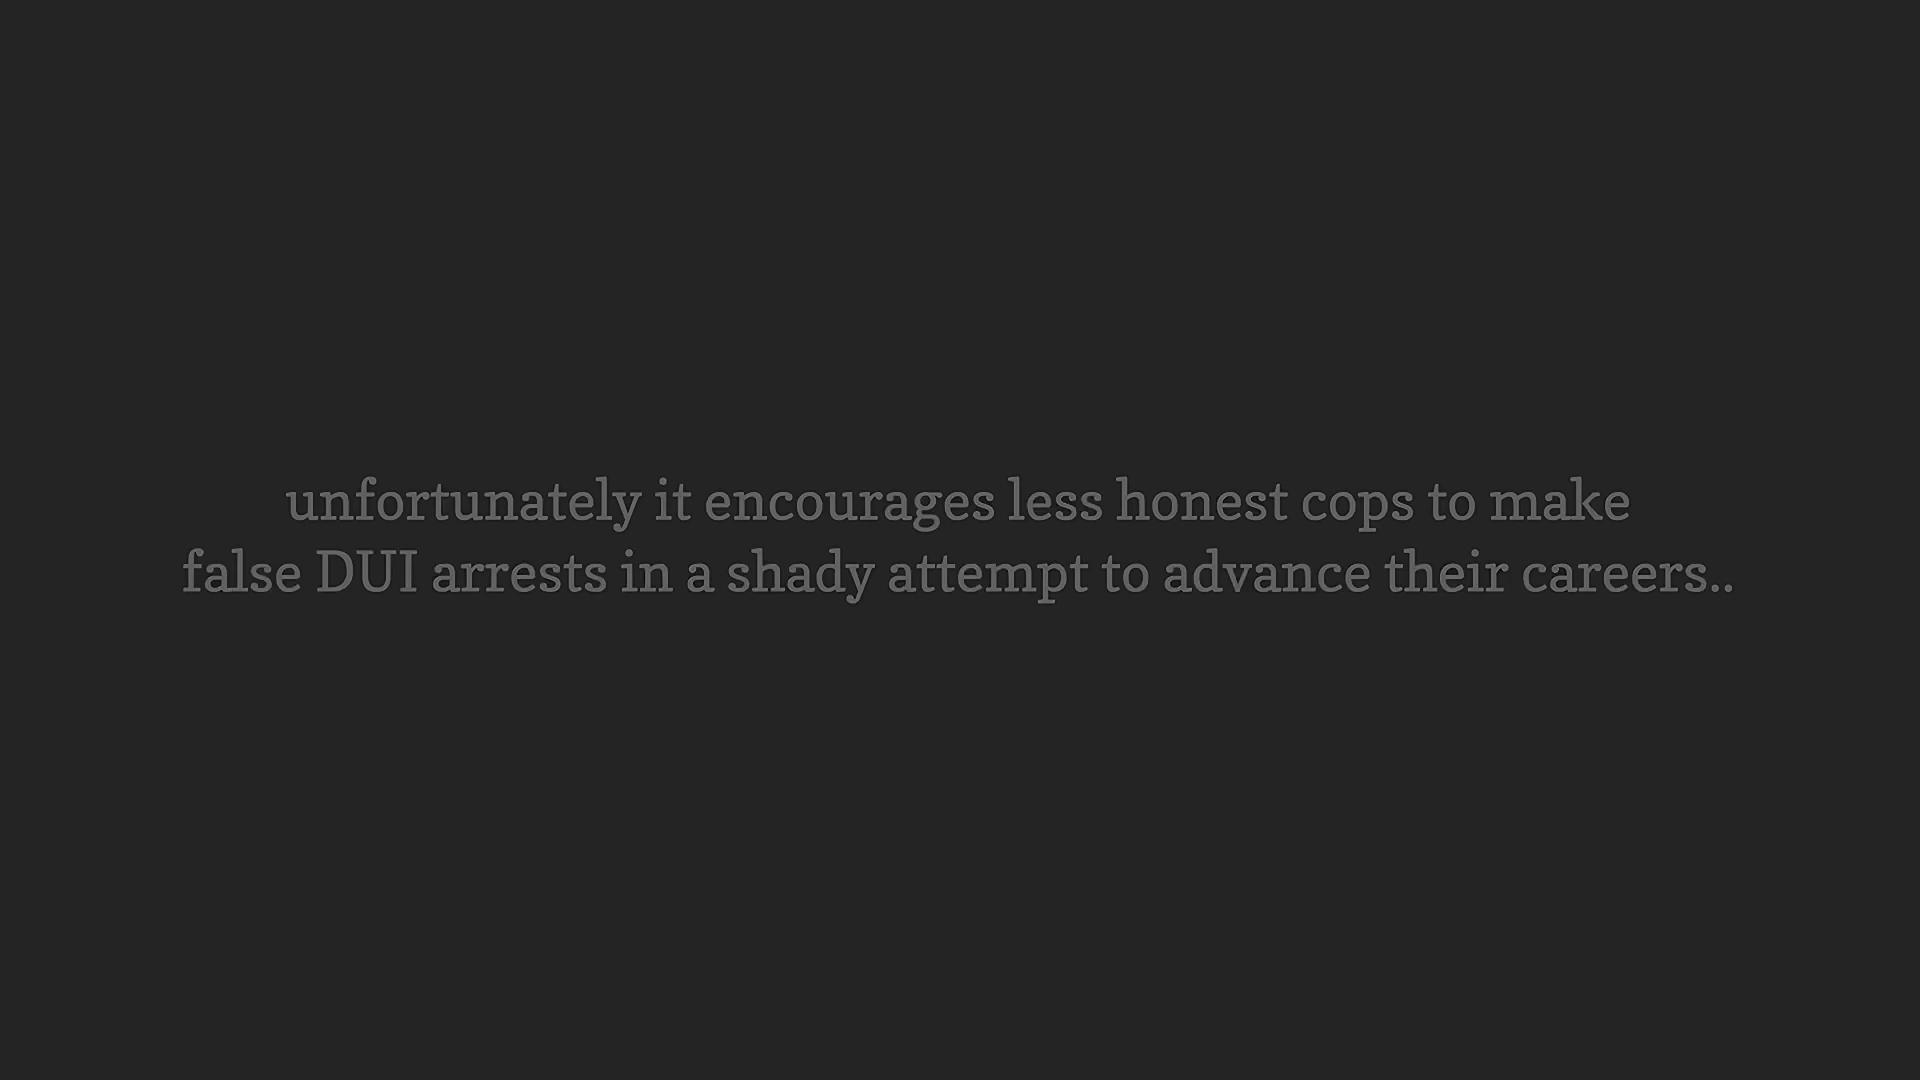 unfortunately it encourages less honest cops to make
false DUI arrests in a shady attempt to advance their careers..